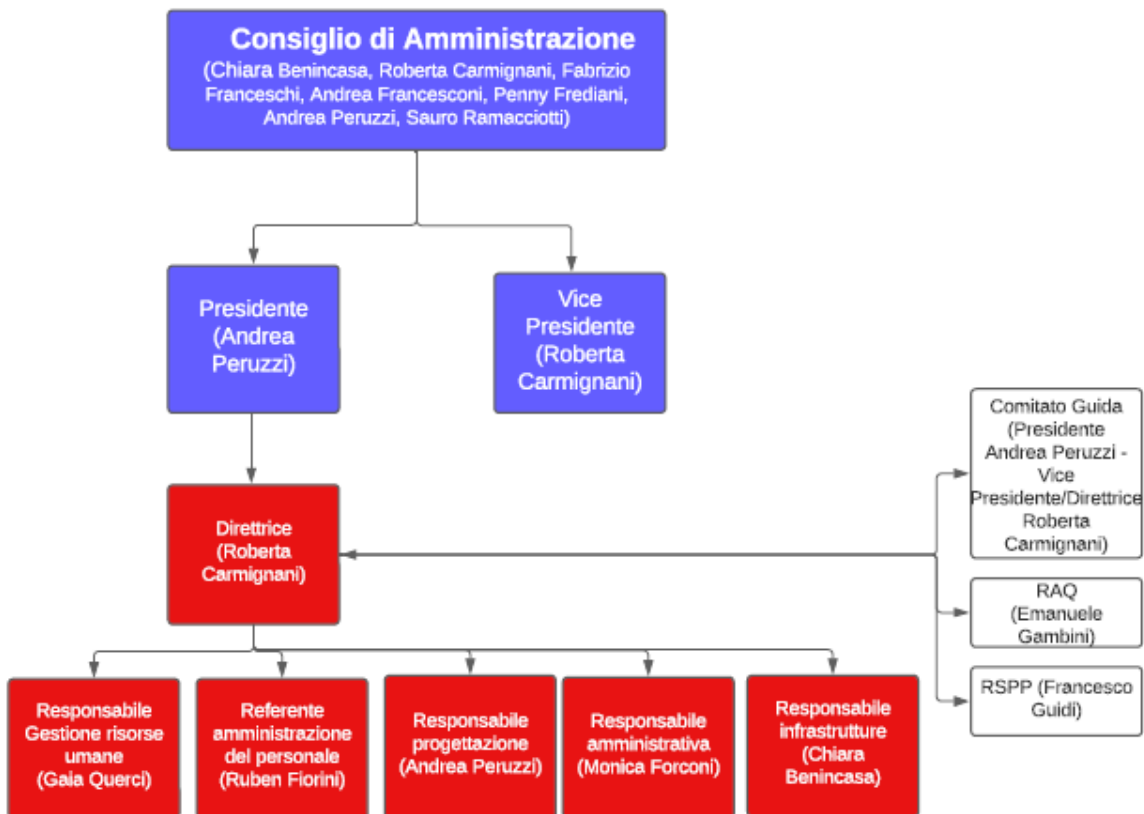 Consiglio di Amministrazione
(Chiara Benincasa, Roberta Carmignani, Fabrizio
Franceschi, Andrea Francesconi, Penny Frediani,
Andrea Peruzzi, Sauro Ramacciotti)
Presidente
(Andrea
Peruzzi)
Vice
Presidente
(Roberta
Carmignani)
Comitato Guida
(Presidente
Andrea Peruzzi -
Vice
Presidente/Direttrice
Roberta
Carmignani)
Direttrice
(Roberta
Carmignani)
RAQ
(Emanuele
Gambini)
RSPP (Francesco
Guidi)
Responsabile
Gestione risorse
umane
(Gaia Querci)
Referente
amministrazione
del personale
(Ruben Fiorini)
Responsabile
progettazione
(Andrea Peruzzi)
Responsabile
amministrativa
(Monica Forconi)
Responsabile
infrastrutture
(Chiara
Benincasa)